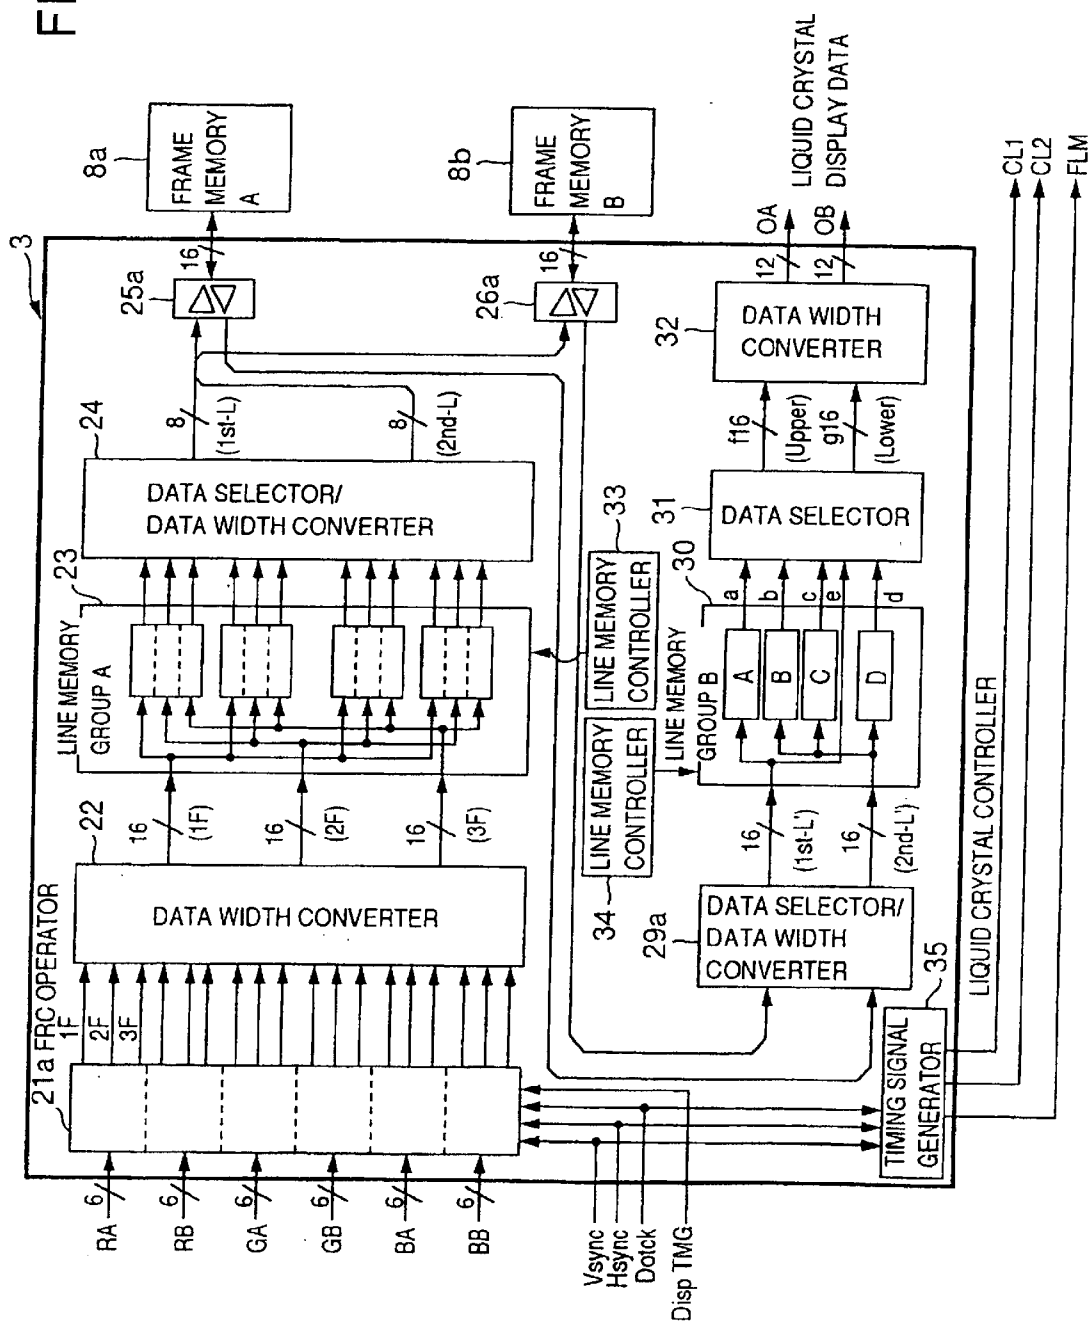 FI
3
8a
FRAME
MEMORY
A
8b
FRAME
MEMORY
B
16
25a
16
26a
LIQUID CRYSTAL
DISPLAY DATA
OA
OB
12
12
32
DATA WIDTH
CONVERTER
24
8
(1st-L)
8
(2nd-L)
DATA SELECTOR/
DATA WIDTH CONVERTER
f16
(Upper)
g16
(Lower)
31
DATA SELECTOR
23
LINE MEMORY
GROUP A
33
LINE MEMORY
CONTROLLER
34
LINE MEMORY
CONTROLLER
30
LINE MEMORY
GROUP B
A
B
C
D
a
b
c
e
d
22
16
(1F)
16
(2F)
16
(3F)
DATA WIDTH CONVERTER
16
(1st-L')
16
(2nd-L')
29a
DATA SELECTOR/
DATA WIDTH
CONVERTER
21a FRC OPERATOR
1F
2F
3F
6
RA
6
RB
6
GA
6
GB
6
BA
6
BB
Vsync
Hsync
Dotck
Disp TMG
35
TIMING SIGNAL
GENERATOR
LIQUID CRYSTAL CONTROLLER
CL1
CL2
FLM